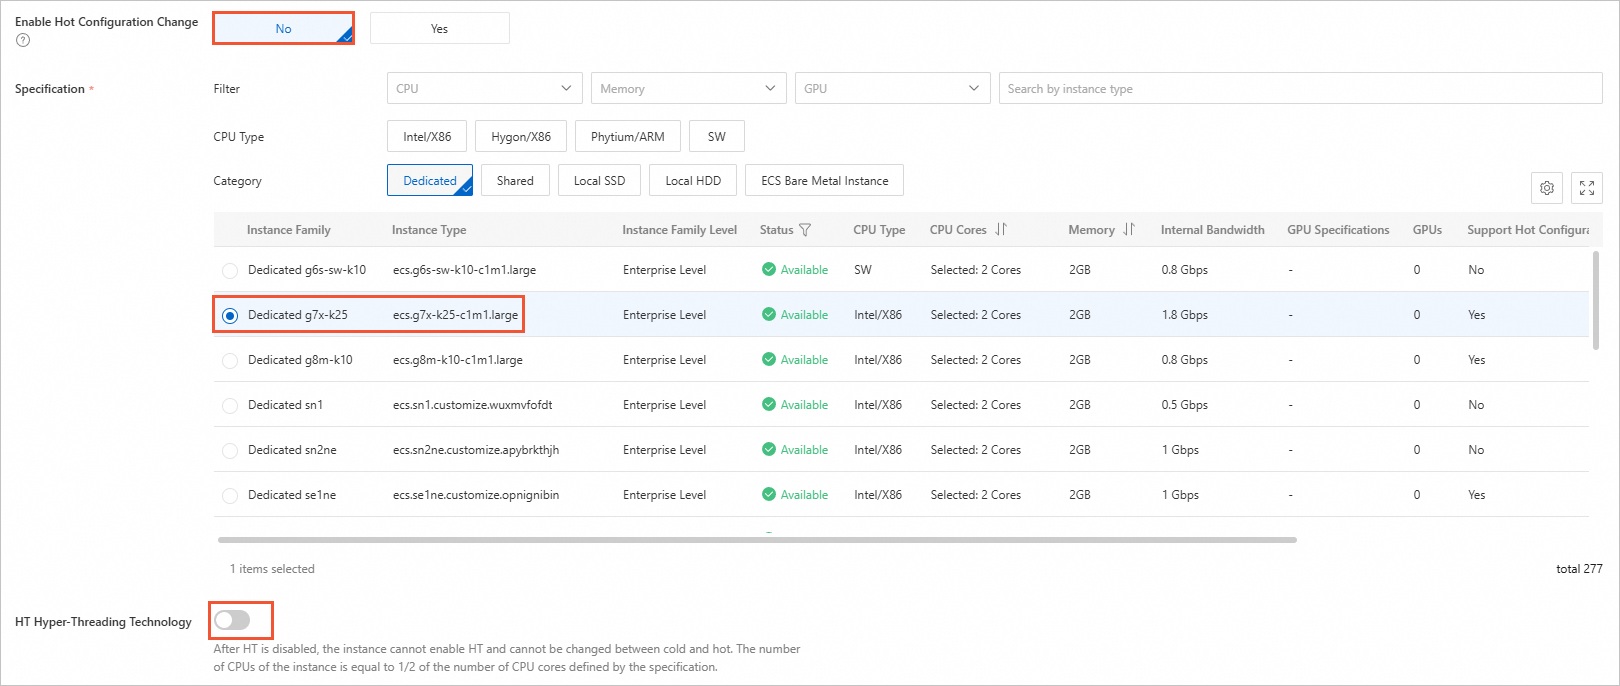 Enable Hot Configuration Change
?
No
Yes
Specification *
Filter
CPU
Memory
GPU
Search by instance type
CPU Type
Intel/X86
Hygon/X86
Phytium/ARM
SW
Category
Dedicated
Shared
Local SSD
Local HDD
ECS Bare Metal Instance
Instance Family Instance Type Instance Family Level Status CPU Type CPU Cores Memory Internal Bandwidth GPU Specifications GPUs Support Hot Configura
Dedicated g6s-sw-k10 ecs.g6s-sw-k10-c1m1.large Enterprise Level Available SW Selected: 2 Cores 2GB 0.8 Gbps - 0 No
Dedicated g7x-k25 ecs.g7x-k25-c1m1.large Enterprise Level Available Intel/X86 Selected: 2 Cores 2GB 1.8 Gbps - 0 Yes
Dedicated g8m-k10 ecs.g8m-k10-c1m1.large Enterprise Level Available Intel/X86 Selected: 2 Cores 2GB 0.8 Gbps - 0 Yes
Dedicated sn1 ecs.sn1.customize.wuxmvfofdt Enterprise Level Available Intel/X86 Selected: 2 Cores 2GB 0.5 Gbps - 0 No
Dedicated sn2ne ecs.sn2ne.customize.apybrkthjh Enterprise Level Available Intel/X86 Selected: 2 Cores 2GB 1 Gbps - 0 No
Dedicated se1ne ecs.se1ne.customize.opnignibin Enterprise Level Available Intel/X86 Selected: 2 Cores 2GB 1 Gbps - 0 Yes
1 items selected
total 277
HT Hyper-Threading Technology
After HT is disabled, the instance cannot enable HT and cannot be changed between cold and hot. The number
of CPUs of the instance is equal to 1/2 of the number of CPU cores defined by the specification.